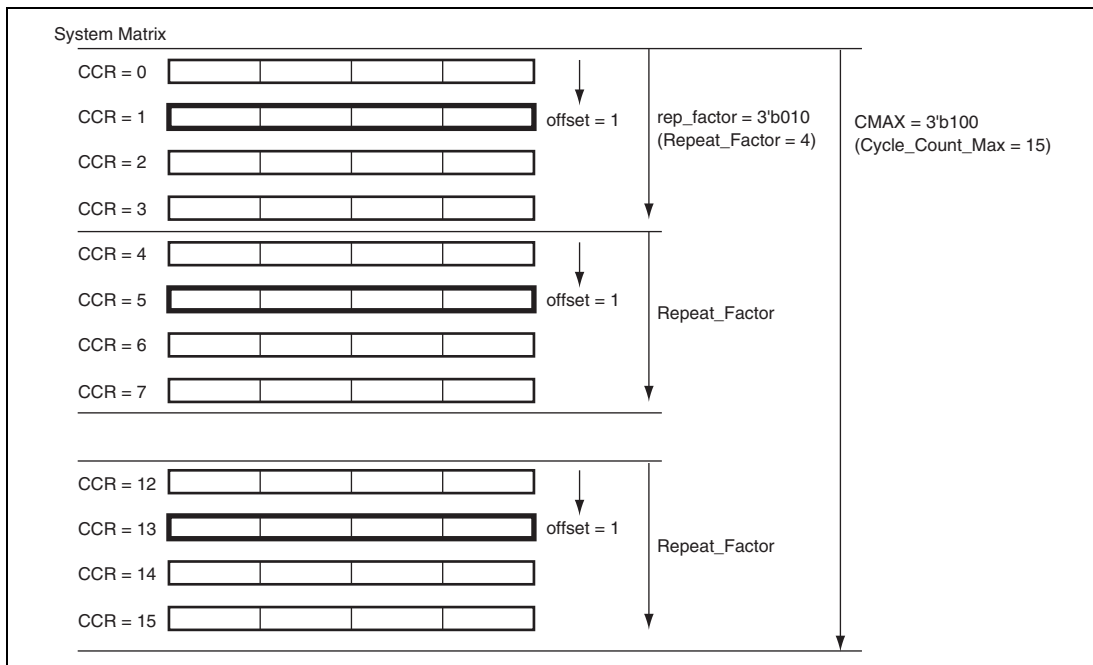 System Matrix
CCR = 0
CCR = 1
offset = 1
rep_factor = 3'b010
(Repeat_Factor = 4)
CMAX = 3'b100
(Cycle_Count_Max = 15)
CCR = 2
CCR = 3
CCR = 4
CCR = 5
offset = 1
Repeat_Factor
CCR = 6
CCR = 7
CCR = 12
CCR = 13
offset = 1
Repeat_Factor
CCR = 14
CCR = 15